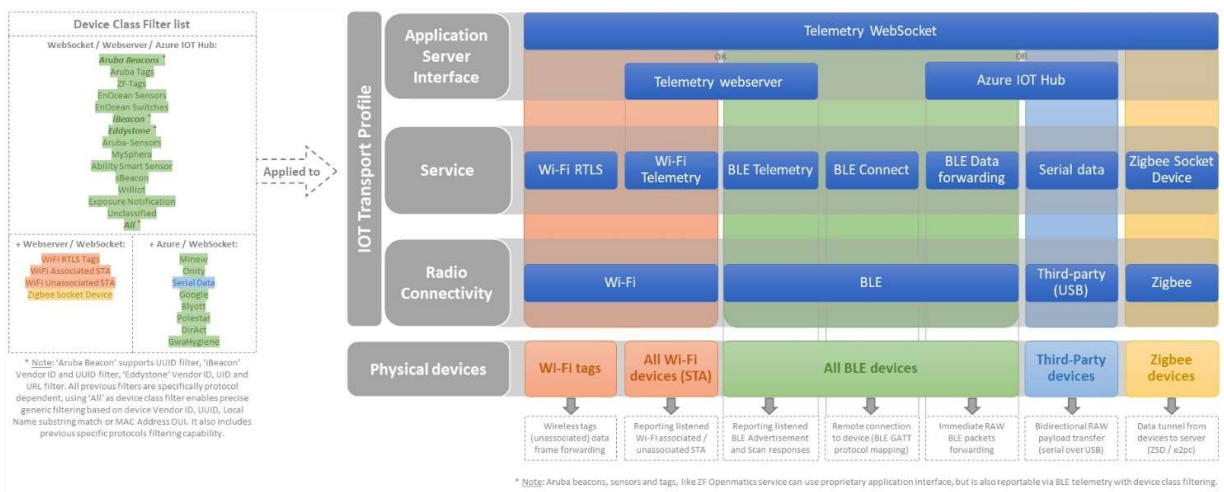 Device Class Filter list
WebSocket / Webserver / Azure IOT Hub:
Aruba Beacons *
Aruba Tags
ZF Tags
EnOcean Sensors
EnOcean Switches
iBeacon *
Eddystone *
Aruba-Sensors
MySphera
Ability Smart Sensor
sBeacon
Williot
Exposure Notification
Unclassified
All *
+ Webserver / WebSocket:
WiFi RTLS Tags
WiFi Associated STA
WiFi Unassociated STA
Zigbee Socket Device
+ Azure / WebSocket:
Minew
Onity
Serial Data
Google
Blyott
Polestar
DirAct
GwaHygiene
* Note: 'Aruba Beacon' supports UUID filter, 'iBeacon'
Vendor ID and UUID filter, 'Eddystone' Vendor ID, UID and
URL filter. All previous filters are specifically protocol
dependent, using 'All' as device class filter enables precise
generic filtering based on device Vendor ID, UUID, Local
Name substring match or MAC Address OUI. It also includes
previous specific protocols filtering capability.
Applied to
IOT Transport Profile
Application
Server
Interface
Telemetry WebSocket
OR
OR
Telemetry webserver
Azure IOT Hub
Service
Wi-Fi RTLS
Wi-Fi
Telemetry
BLE Telemetry
BLE Connect
BLE Data
forwarding
Serial data
Zigbee Socket
Device
Radio
Connectivity
Wi-Fi
BLE
Third-party
(USB)
Zigbee
Physical devices
Wi-Fi tags
All Wi-Fi
devices (STA)
All BLE devices
Third-Party
devices
Zigbee
devices
Wireless tags
(unassociated) data
frame forwarding
Reporting listened
Wi-Fi associated /
unassociated STA
Reporting listened
BLE Advertisement
and Scan responses
Remote connection
to device (BLE GATT
protocol mapping)
Immediate RAW
BLE packets
forwarding
Bidirectional RAW
payload transfer
(serial over USB)
Data tunnel from
devices to server
(ZSD / e2pc)
* Note: Aruba beacons, sensors and tags, like ZF Openmatics service can use proprietary application interface, but is also reportable via BLE telemetry with device class filtering.